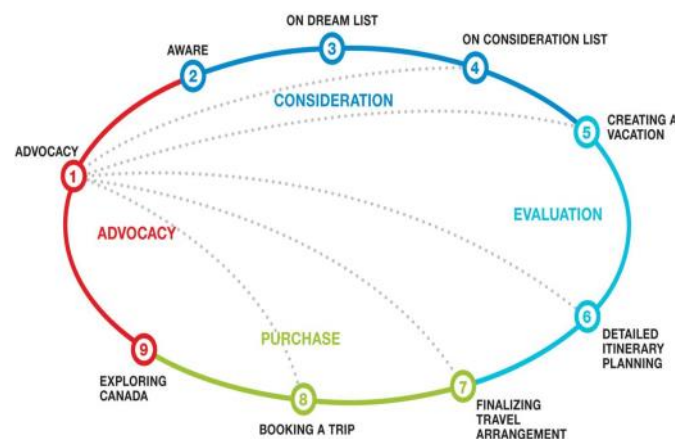 ON DREAM LIST
3
AWARE
2
ON CONSIDERATION LIST
4
CONSIDERATION
CREATING A
VACATION
5
ADVOCACY
1
ADVOCACY
EVALUATION
6
DETAILED
ITINERARY
PLANNING
PURCHASE
9
EXPLORING
CANADA
8
BOOKING A TRIP
7
FINALIZING
TRAVEL
ARRANGEMENT